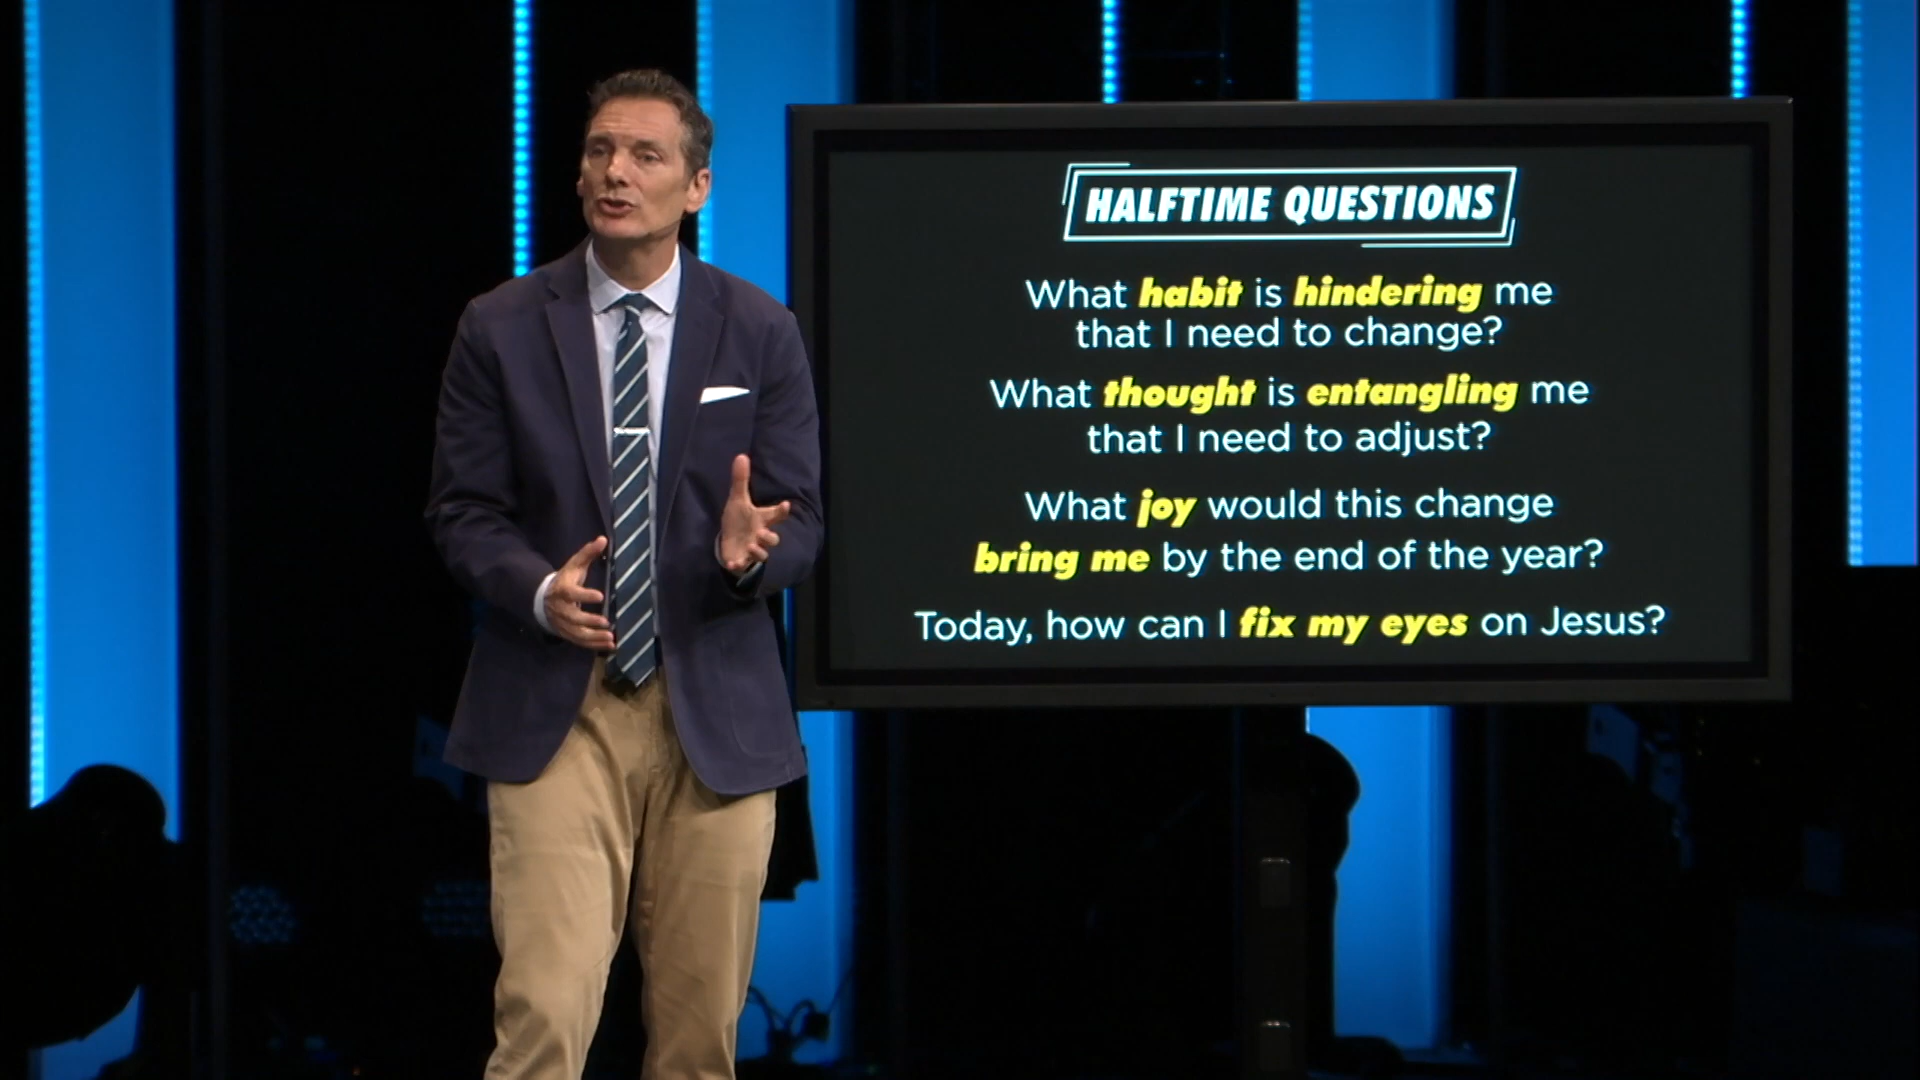 HALFTIME QUESTIONS
What habit is hindering me
that I need to change?
What thought is entangling me
that I need to adjust?
What joy would this change
bring me by the end of the year?
Today, how can I fix my eyes on Jesus?